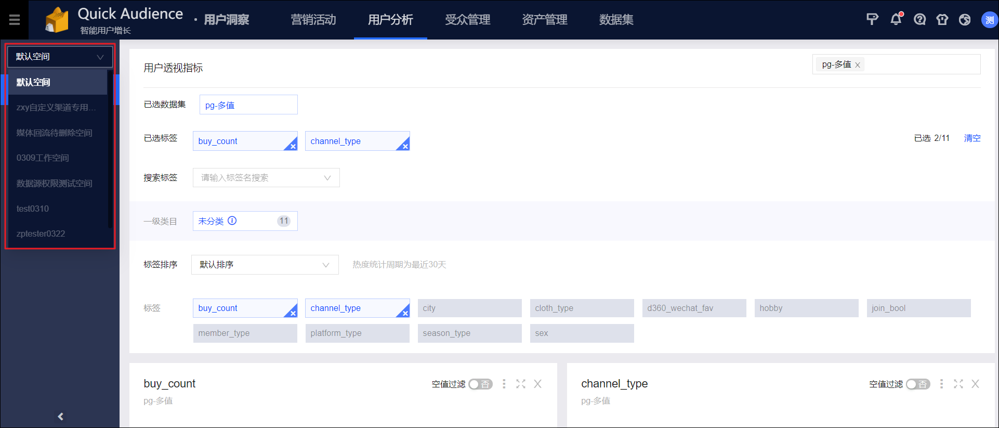 Quick Audience
智能用户增长
· 用户洞察
营销活动
用户分析
受众管理
资产管理
数据集
测
默认空间
默认空间
zxy自定义渠道专用...
媒体回流待删除空间
0309工作空间
数据源权限测试空间
test0310
zptester0322
用户透视指标
pg-多值 X
已选数据集 pg-多值
已选标签 buy_count channel_type 已选 2/11 清空
搜索标签 请输入标签名搜索
一级类目 未分类 11
标签排序 默认排序 热度统计周期为最近30天
标签 buy_count channel_type city cloth_type d360_wechat_fav hobby join_bool
member_type platform_type season_type sex
buy_count 空值过滤 否
pg-多值
channel_type 空值过滤 否
pg-多值